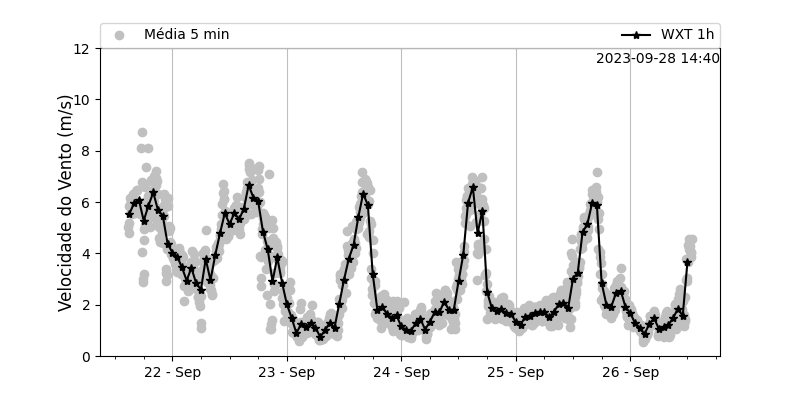 Média 5 min
WXT 1h
2023-09-28 14:40
Velocidade do Vento (m/s)
12
10
8
6
4
2
0
22 - Sep
23 - Sep
24 - Sep
25 - Sep
26 - Sep